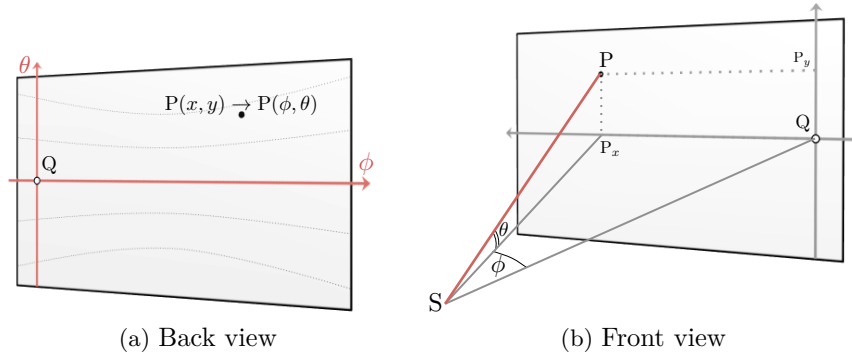 θ
P(x, y) → P(ϕ, θ)
Q
ϕ
(a) Back view
P
P_y
Q
P_x
θ
ϕ
S
(b) Front view